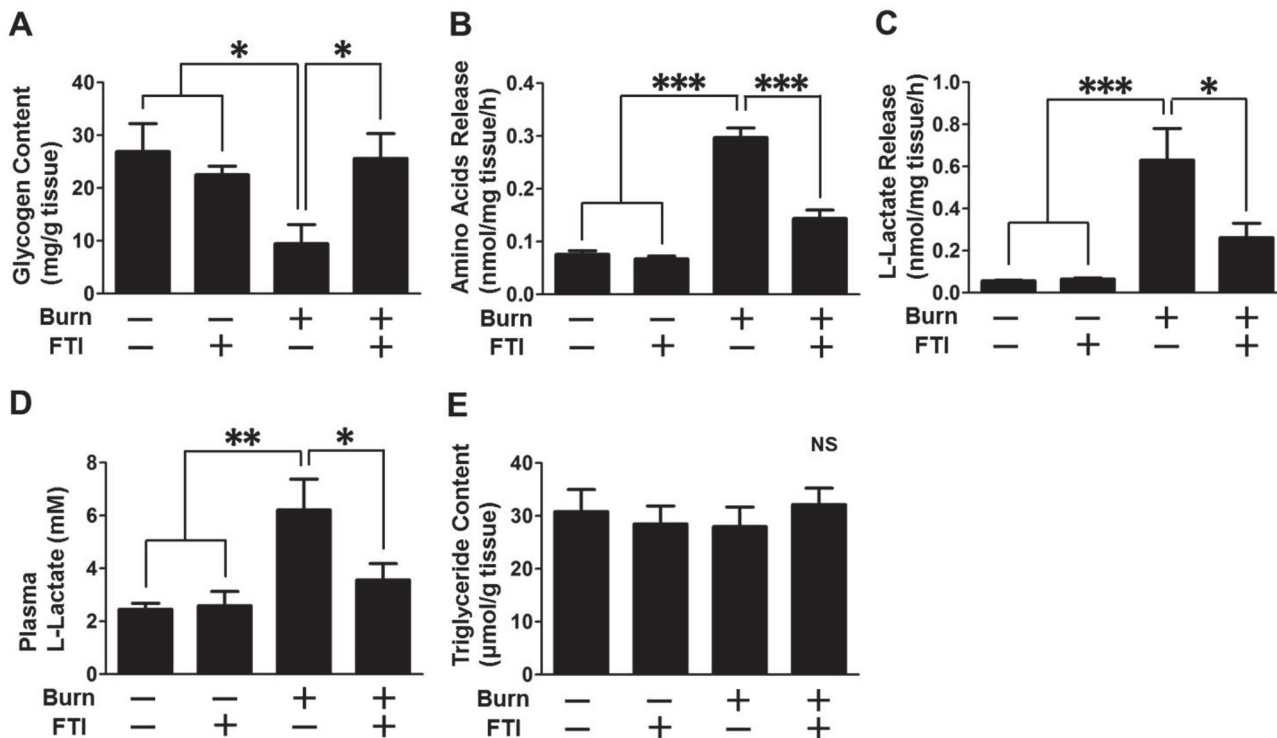 A
Glycogen Content
(mg/g tissue)
40
30
20
10
0
* *
Burn — — + +
FTI — + — +
B
Amino Acids Release
(nmol/mg tissue/h)
0.4
0.3
0.2
0.1
0.0
*** ***
Burn — — + +
FTI — + — +
C
L-Lactate Release
(nmol/mg tissue/h)
1.0
0.8
0.6
0.4
0.2
0.0
*** *
Burn — — + +
FTI — + — +
D
Plasma
L-Lactate (mM)
8
6
4
2
0
** *
Burn — — + +
FTI — + — +
E
Triglyceride Content
(μmol/g tissue)
40
30
20
10
0
NS
Burn — — + +
FTI — + — +